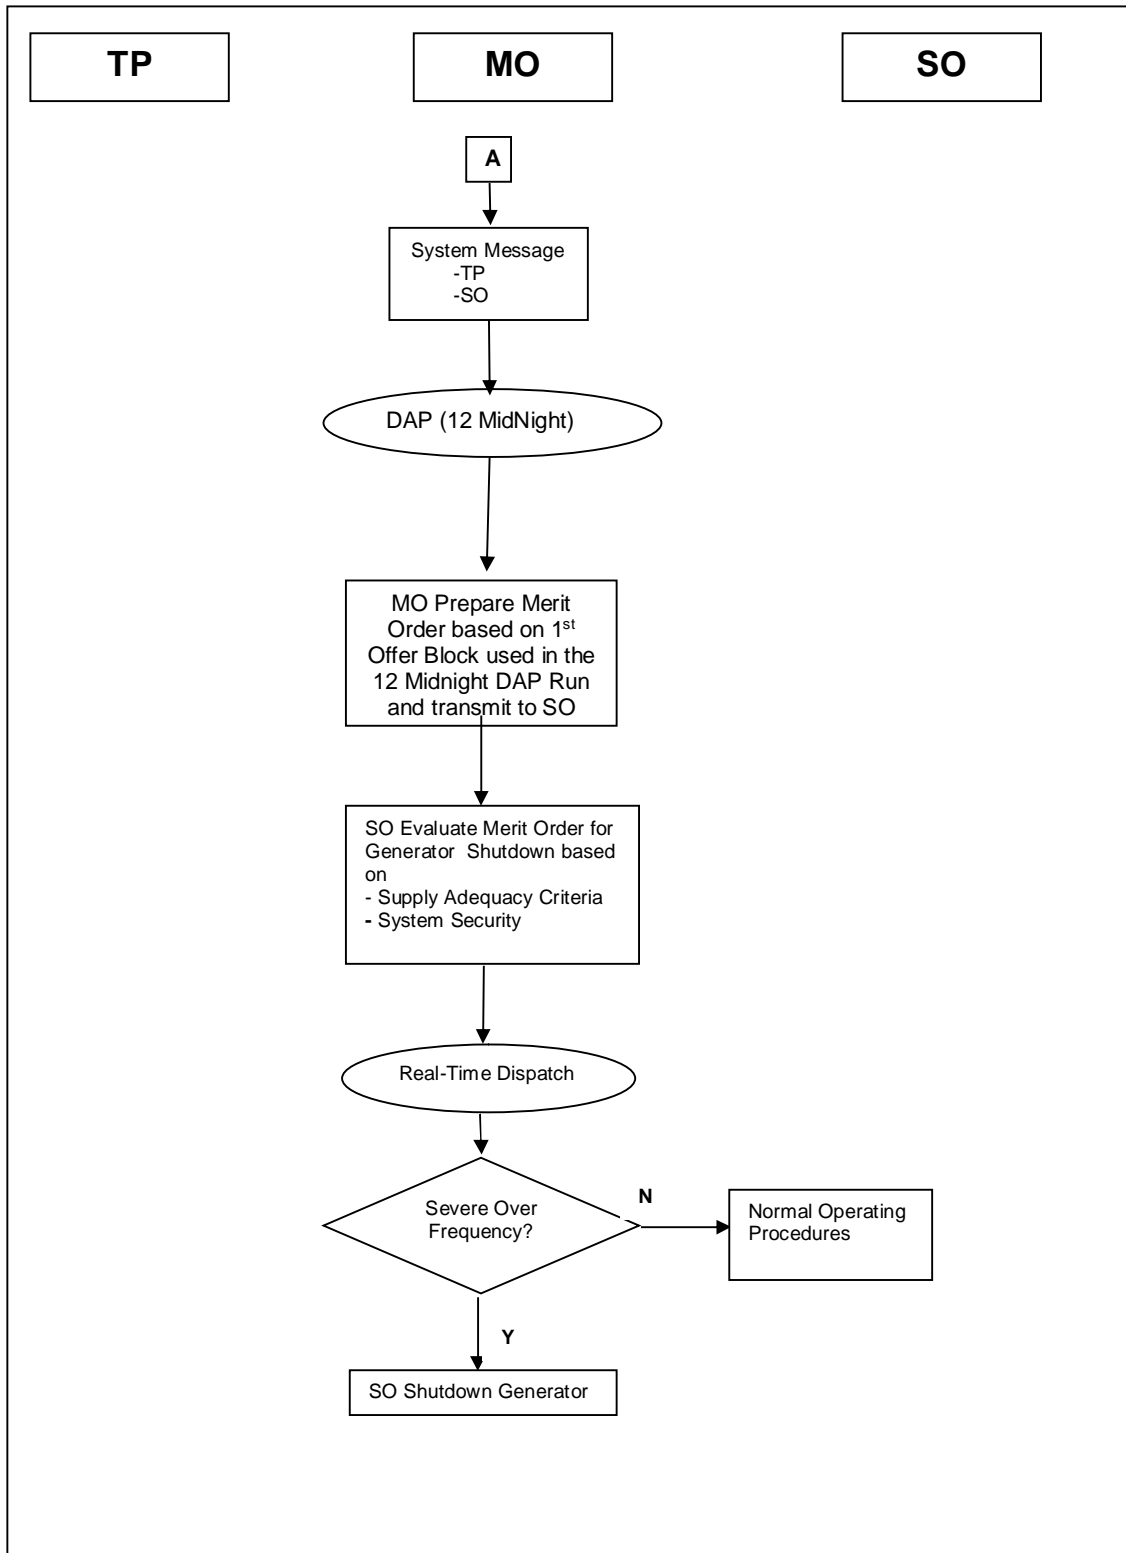 TP
MO
SO
A
System Message
-TP
-SO
DAP (12 MidNight)
MO Prepare Merit
Order based on 1st
Offer Block used in the
12 Midnight DAP Run
and transmit to SO
SO Evaluate Merit Order for
Generator Shutdown based
on
- Supply Adequacy Criteria
- System Security
Real-Time Dispatch
Severe Over
Frequency?
N
Normal Operating
Procedures
Y
SO Shutdown Generator